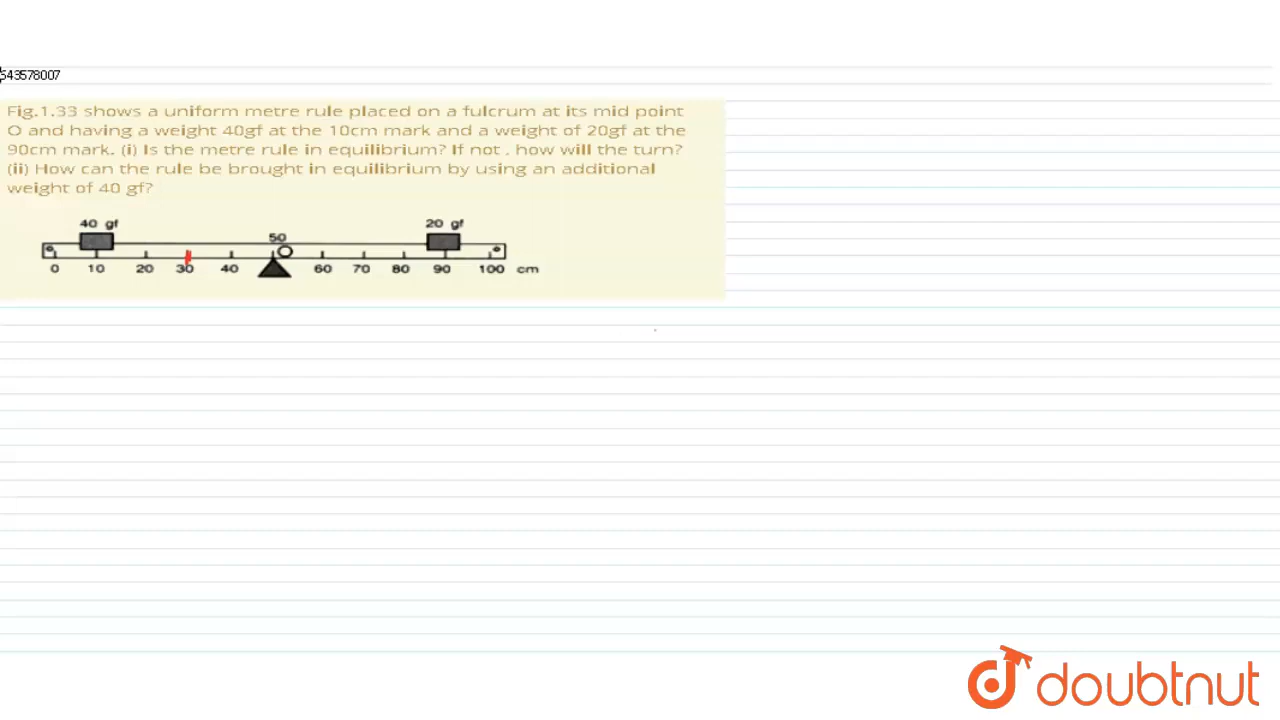 543578007
Fig.1.33 shows a uniform metre rule placed on a fulcrum at its mid point
O and having a weight 40gf at the 10cm mark and a weight of 20gf at the
90cm mark. (i) Is the metre rule in equilibrium? If not . how will the turn?
(ii) How can the rule be brought in equilibrium by using an additional
weight of 40 gf?
40 gf 20 gf
50
0 10 20 30 40 60 70 80 90 100 cm
doubtnut